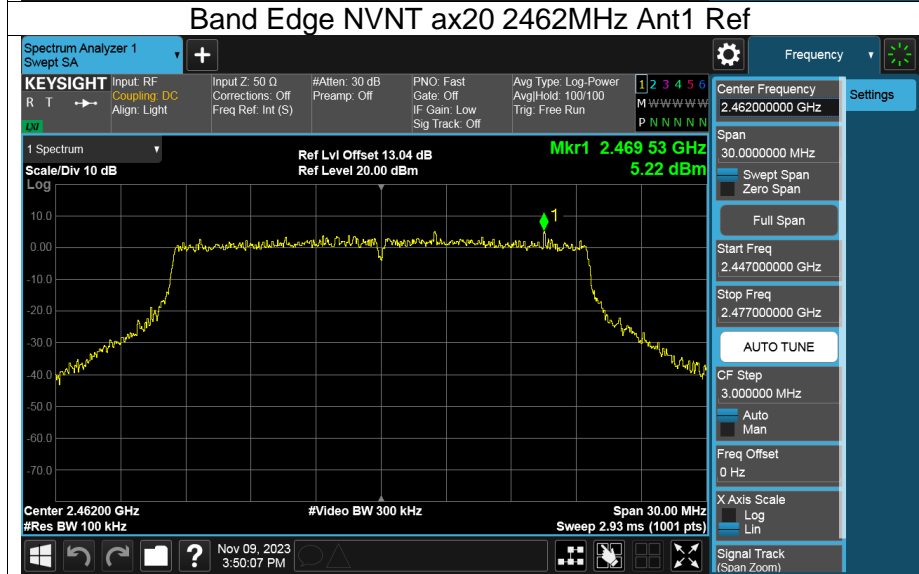 Band Edge NVNT ax20 2462MHz Ant1 Ref
Spectrum Analyzer 1
Swept SA
+
Frequency
KEYSIGHT
R T
LXI
Input: RF
Coupling: DC
Align: Light
Input Z: 50 Ω
Corrections: Off
Freq Ref: Int (S)
#Atten: 30 dB
Preamp: Off
PNO: Fast
Gate: Off
IF Gain: Low
Sig Track: Off
Avg Type: Log-Power
Avg|Hold: 100/100
Trig: Free Run
1 2 3 4 5 6
M W W W W W
P N N N N N
1 Spectrum
Scale/Div 10 dB
Log
Ref Lvl Offset 13.04 dB
Ref Level 20.00 dBm
Mkr1 2.469 53 GHz
5.22 dBm
1
10.0
0.00
-10.0
-20.0
-30.0
-40.0
-50.0
-60.0
-70.0
Center 2.46200 GHz
#Res BW 100 kHz
#Video BW 300 kHz
Span 30.00 MHz
Sweep 2.93 ms (1001 pts)
?
Nov 09, 2023
3:50:07 PM
Center Frequency
2.462000000 GHz
Settings
Span
30.0000000 MHz
Swept Span
Zero Span
Full Span
Start Freq
2.447000000 GHz
Stop Freq
2.477000000 GHz
AUTO TUNE
CF Step
3.000000 MHz
Auto
Man
Freq Offset
0 Hz
X Axis Scale
Log
Lin
Signal Track
(Span Zoom)